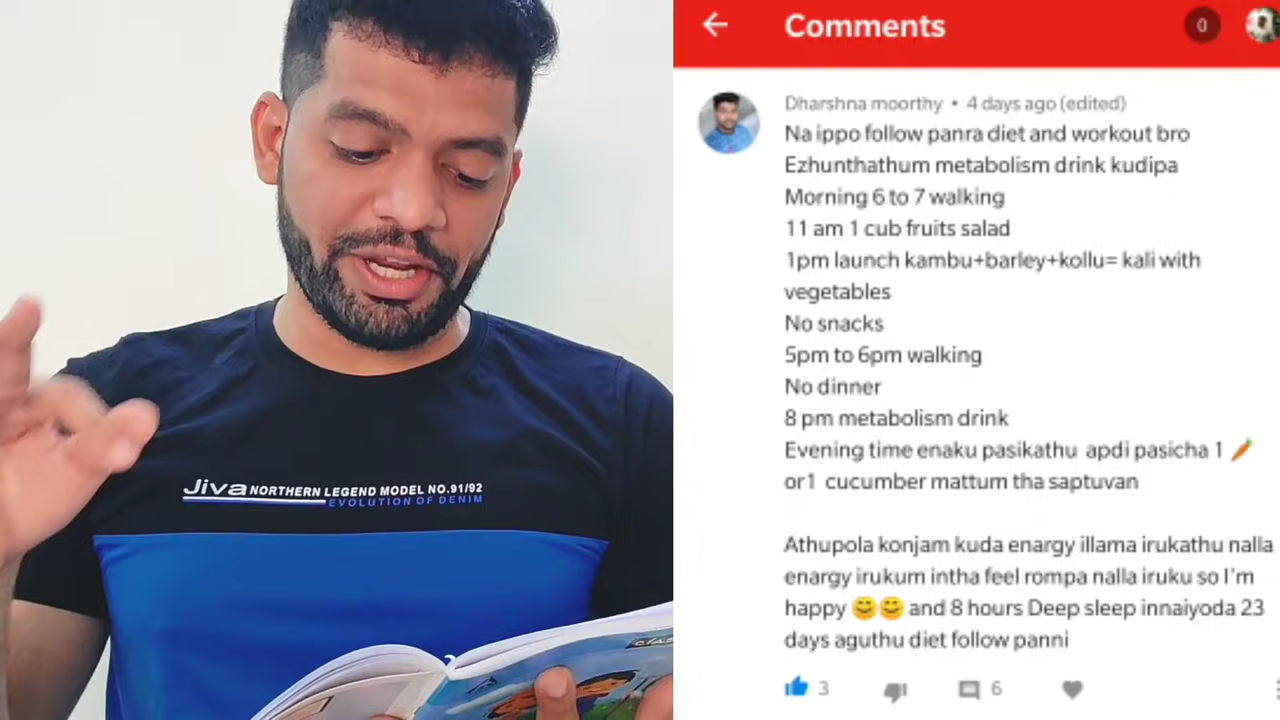 Jiva NORTHERN LEGEND MODEL NO.91/92
EVOLUTION OF DENIM
Comments
0
Dharshna moorthy • 4 days ago (edited)
Na ippo follow panra diet and workout bro
Ezhunthathum metabolism drink kudipa
Morning 6 to 7 walking
11 am 1 cub fruits salad
1pm launch kambu+barley+kollu= kali with
vegetables
No snacks
5pm to 6pm walking
No dinner
8 pm metabolism drink
Evening time enaku pasikathu apdi pasicha 1 🥕
or1 cucumber mattum tha saptuvan
Athupola konjam kuda enargy illama irukathu nalla
enargy irukum intha feel rompa nalla iruku so I'm
happy 😊😊 and 8 hours Deep sleep innaiyoda 23
days aguthu diet follow panni
3
6